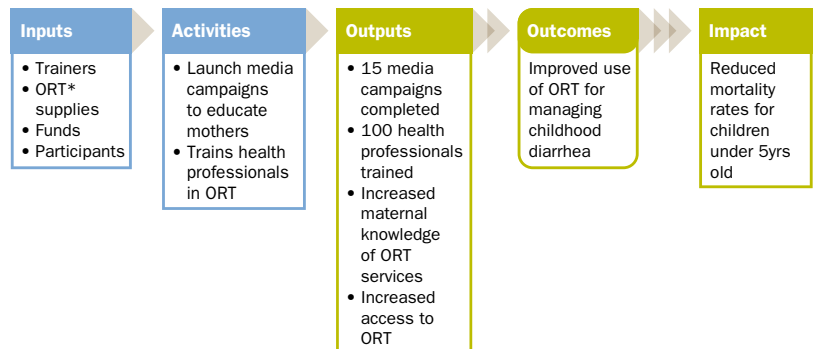 Inputs
• Trainers
• ORT*
supplies
• Funds
• Participants
Activities
• Launch media
campaigns
to educate
mothers
• Trains health
professionals
in ORT
Outputs
• 15 media
campaigns
completed
• 100 health
professionals
trained
• Increased
maternal
knowledge
of ORT
services
• Increased
access to
ORT
Outcomes
Improved use
of ORT for
managing
childhood
diarrhea
Impact
Reduced
mortality
rates for
children
under 5yrs
old